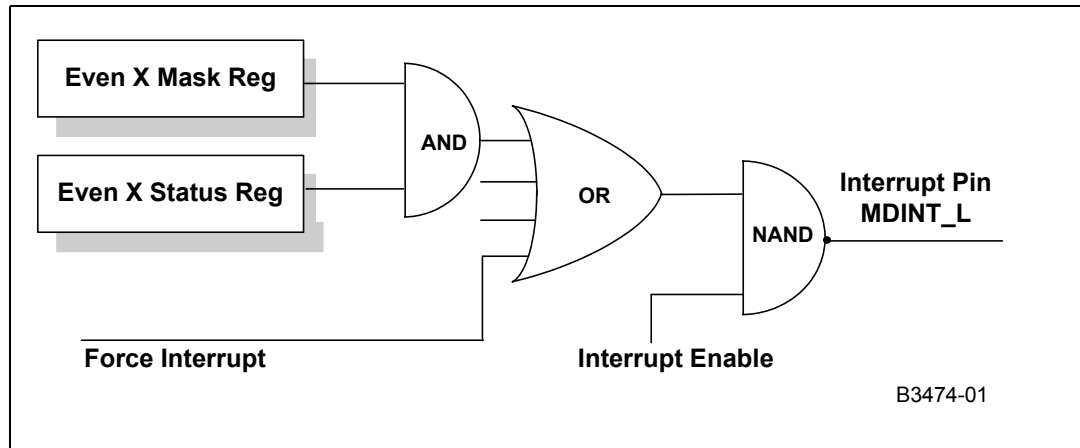 Even X Mask Reg
Even X Status Reg
AND
OR
NAND
Interrupt Pin
MDINT_L
Force Interrupt
Interrupt Enable
B3474-01